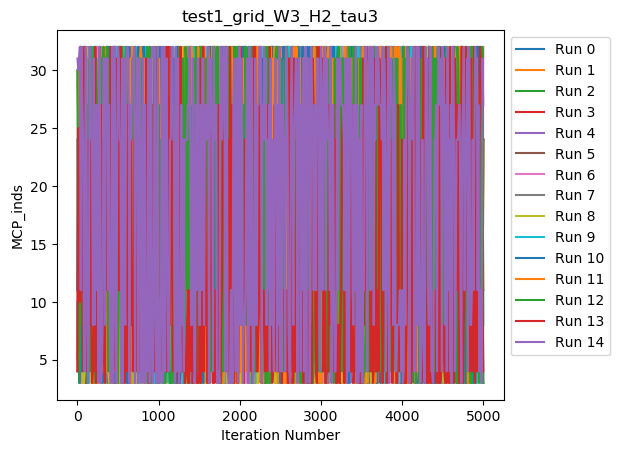 test1_grid_W3_H2_tau3
30
25
20
15
10
5
MCP_inds
0
1000
2000
3000
4000
5000
Iteration Number
Run 0
Run 1
Run 2
Run 3
Run 4
Run 5
Run 6
Run 7
Run 8
Run 9
Run 10
Run 11
Run 12
Run 13
Run 14